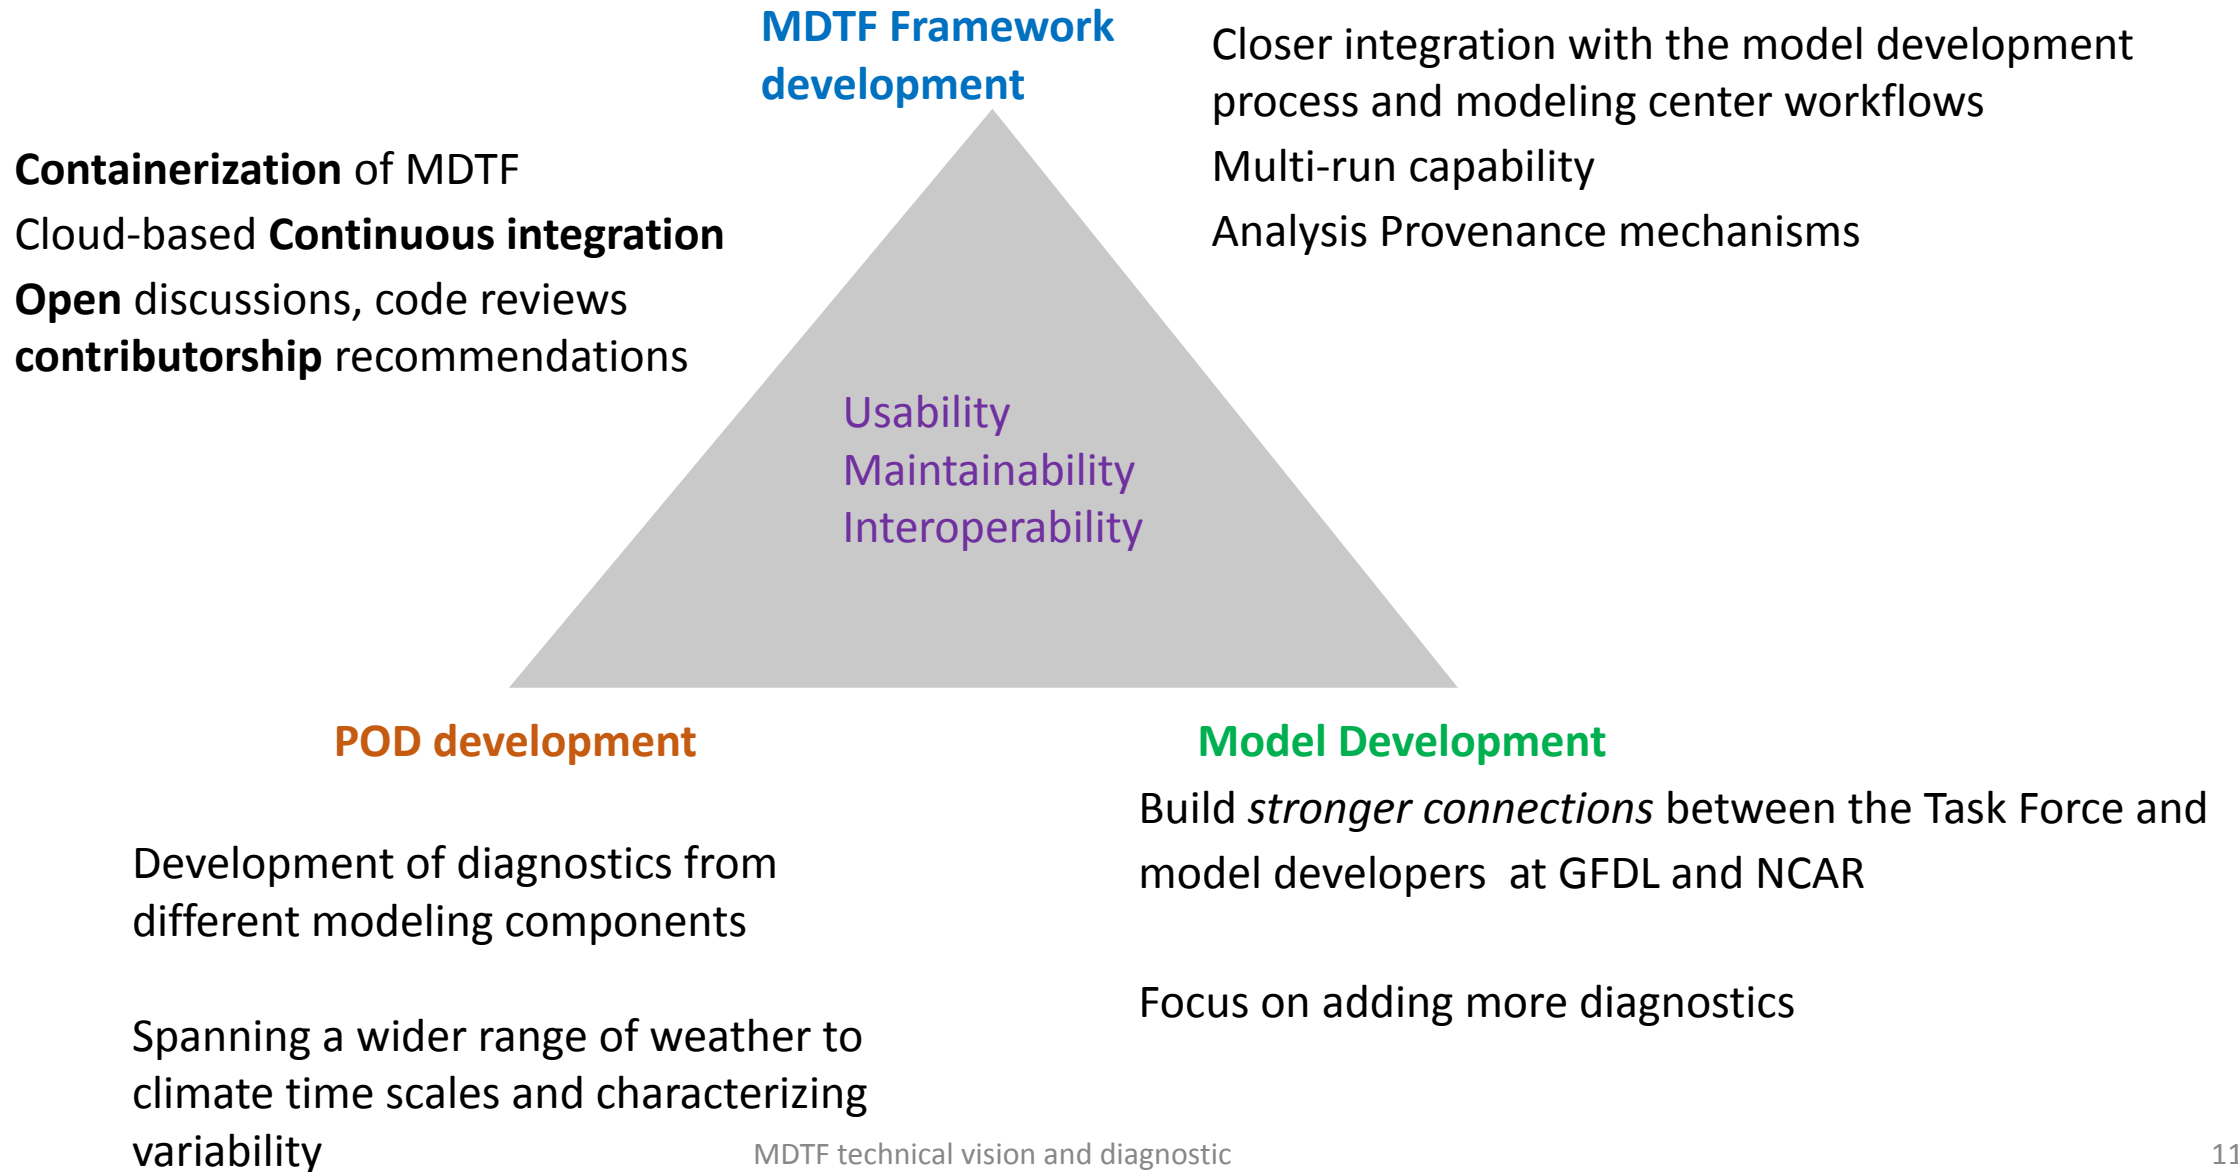 MDTF Framework
development
Closer integration with the model development
process and modeling center workflows
Multi-run capability
Analysis Provenance mechanisms
Containerization of MDTF
Cloud-based Continuous integration
Open discussions, code reviews
contributorship recommendations
Usability
Maintainability
Interoperability
POD development
Development of diagnostics from
different modeling components
Spanning a wider range of weather to
climate time scales and characterizing
variability
Model Development
Build stronger connections between the Task Force and
model developers at GFDL and NCAR
Focus on adding more diagnostics
MDTF technical vision and diagnostic
11